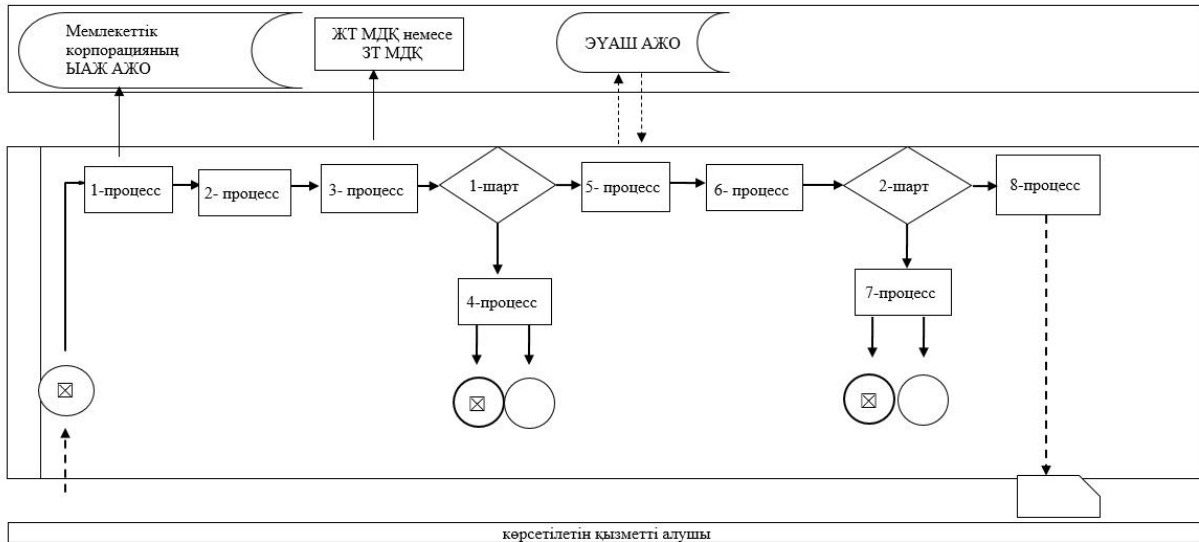 Мемлекеттік
корпорацияның
ЫАЖ АЖО
ЖТ МДҚ немесе
ЗТ МДҚ
ЭҮАШ АЖО
1-процесс
2- процесс
3- процесс
1-шарт
5- процесс
6- процесс
2-шарт
8-процесс
4-процесс
7-процесс
көрсетілетін қызметті алушы